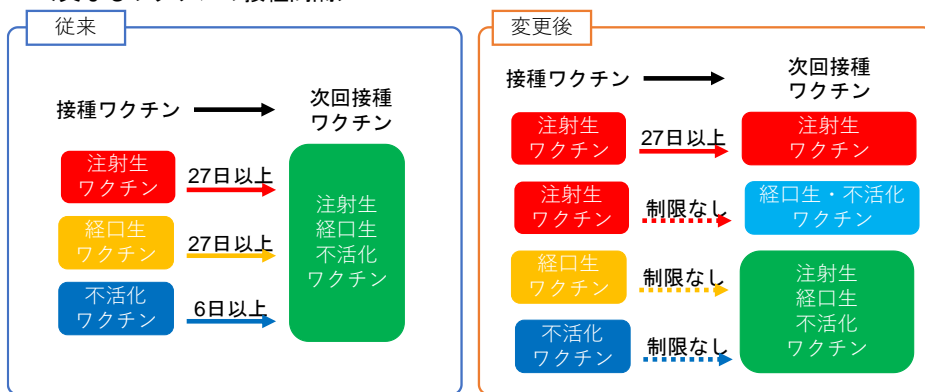 従来
接種ワクチン
次回接種
ワクチン
注射生
ワクチン
27日以上
経口生
ワクチン
27日以上
不活化
ワクチン
6日以上
注射生
経口生
不活化
ワクチン
変更後
接種ワクチン
次回接種
ワクチン
注射生
ワクチン
27日以上
注射生
ワクチン
注射生
ワクチン
制限なし
経口生・不活化
ワクチン
経口生
ワクチン
制限なし
不活化
ワクチン
制限なし
注射生
経口生
不活化
ワクチン